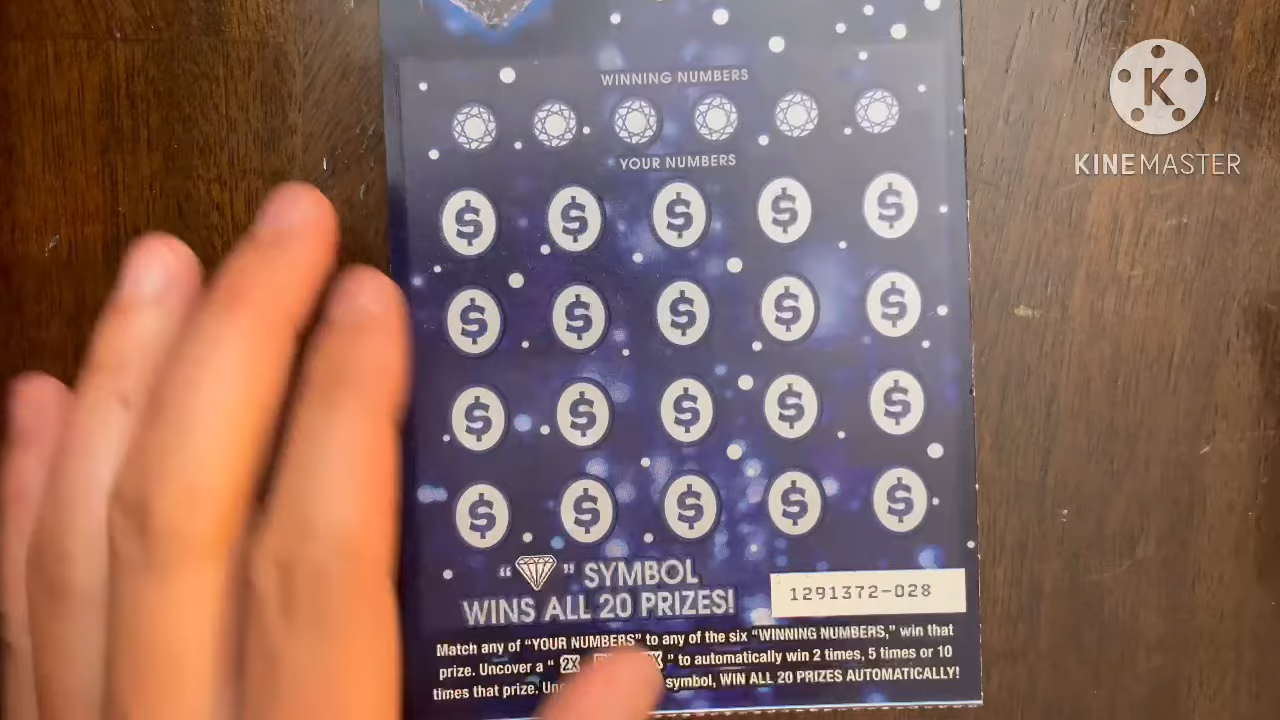 WINNING NUMBERS
K
KINEMASTER
YOUR NUMBERS
$ $ $ $ $
$ $ $ $ $
$ $ $ $ $
$ $ $ $ $
“ ” SYMBOL
WINS ALL 20 PRIZES!
1291372-028
Match any of “YOUR NUMBERS” to any of the six “WINNING NUMBERS,” win that
prize. Uncover a “ 2X ” to automatically win 2 times, 5 times or 10
times that prize. symbol, WIN ALL 20 PRIZES AUTOMATICALLY!